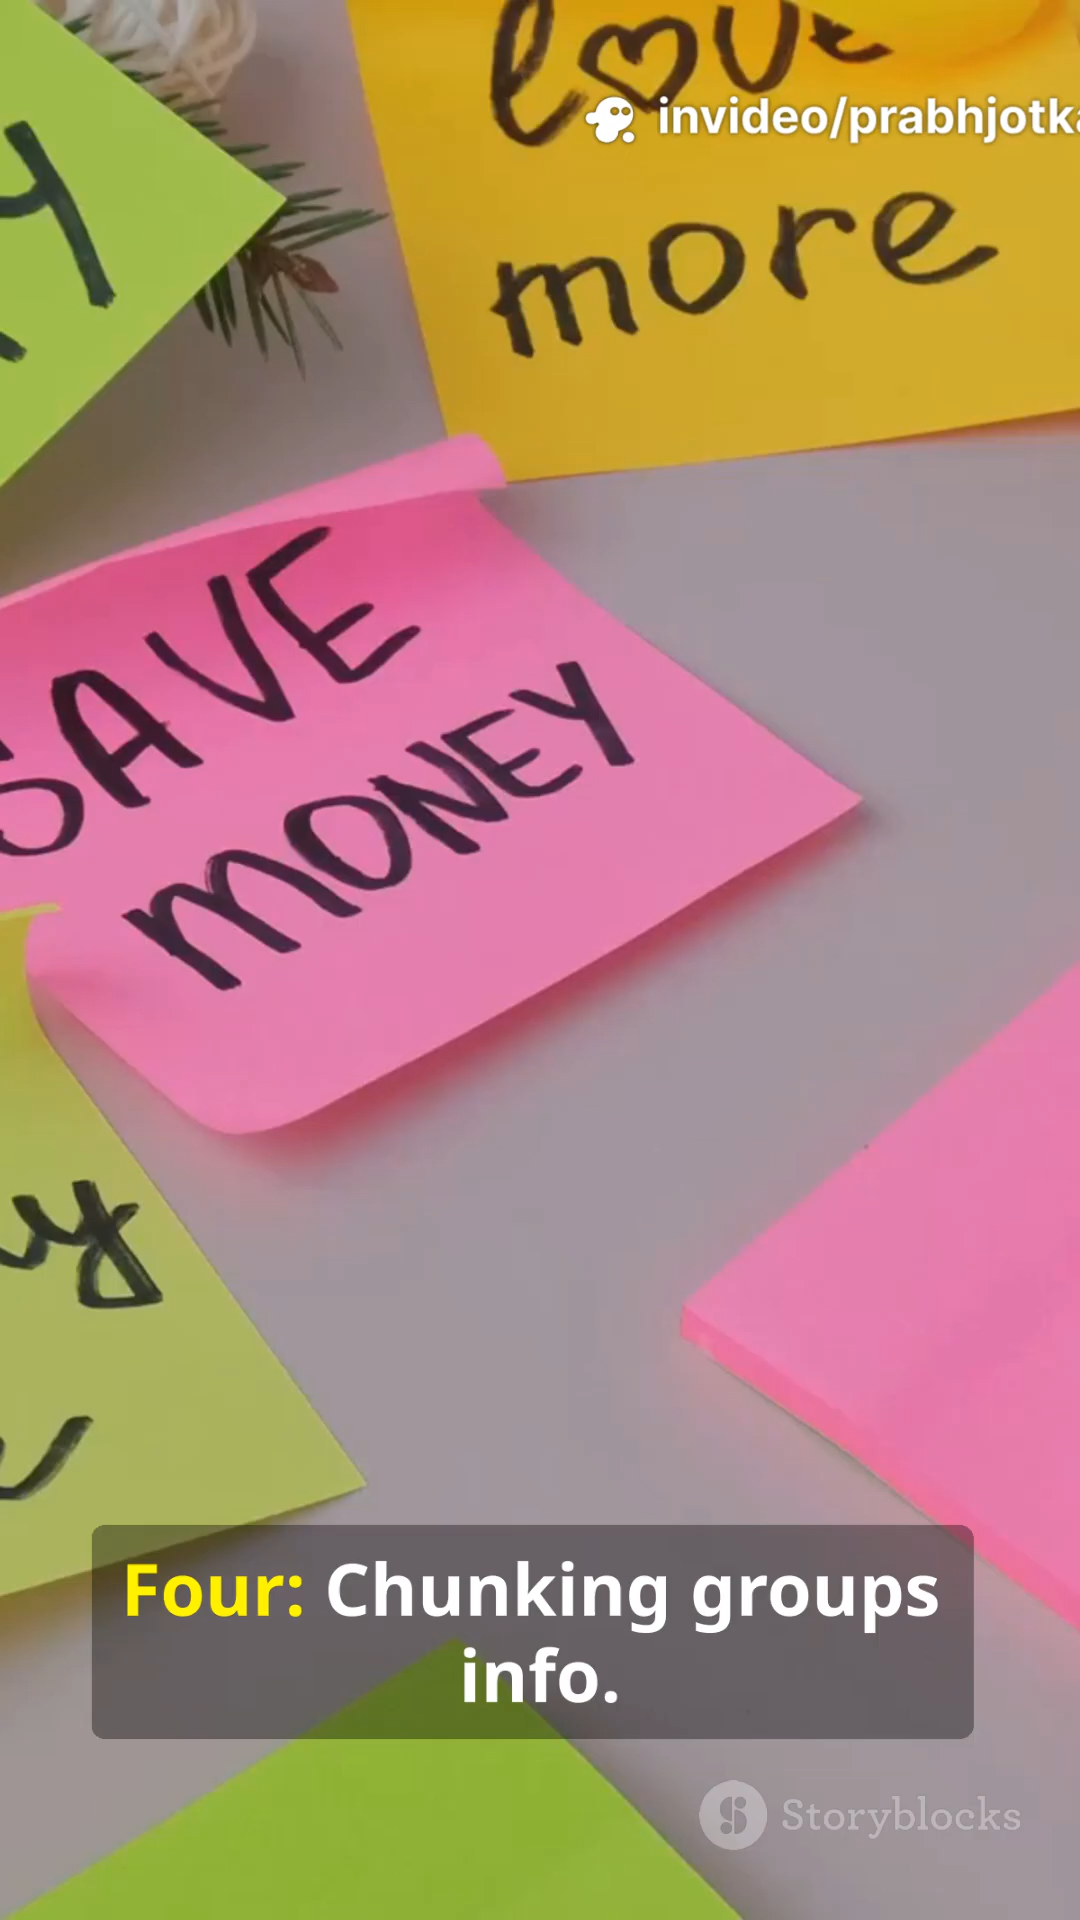 love
invideo/prabhjotka
more
Y
SAVE
MONEY
Four: Chunking groups
info.
Storyblocks